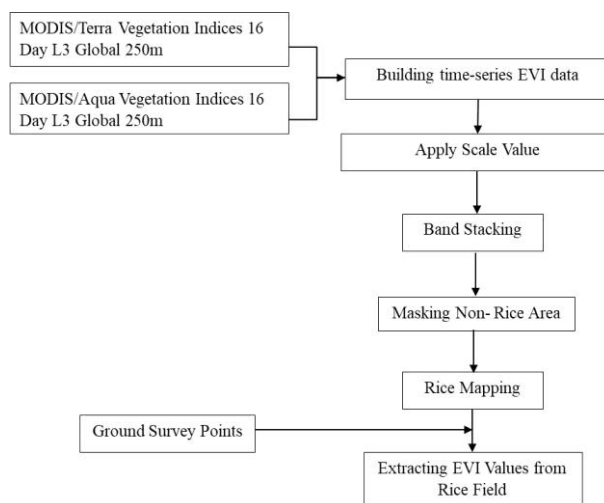 MODIS/Terra Vegetation Indices 16
Day L3 Global 250m
MODIS/Aqua Vegetation Indices 16
Day L3 Global 250m
Building time-series EVI data
Apply Scale Value
Band Stacking
Masking Non- Rice Area
Rice Mapping
Ground Survey Points
Extracting EVI Values from
Rice Field